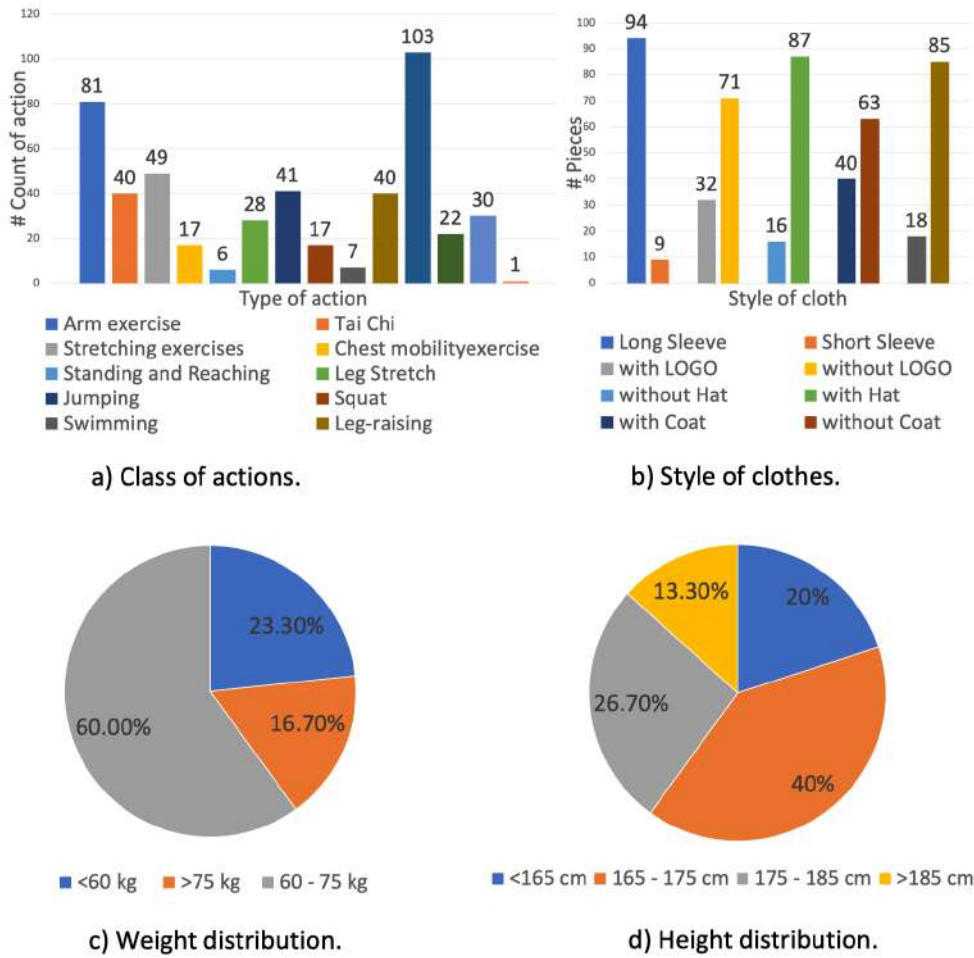 120
100
80
60
40
20
0
# Count of action
81
40
49
17
6
28
41
17
7
40
103
22
30
1
Type of action
Arm exercise
Tai Chi
Stretching exercises
Chest mobilityexercise
Standing and Reaching
Leg Stretch
Jumping
Squat
Swimming
Leg-raising
a) Class of actions.
100
90
80
70
60
50
40
30
20
10
0
# Pieces
94
9
32
71
16
87
40
63
18
85
Style of cloth
Long Sleeve
Short Sleeve
with LOGO
without LOGO
without Hat
with Hat
with Coat
without Coat
b) Style of clothes.
23.30%
16.70%
60.00%
<60 kg
>75 kg
60 - 75 kg
c) Weight distribution.
20%
40%
26.70%
13.30%
<165 cm
165 - 175 cm
175 - 185 cm
>185 cm
d) Height distribution.